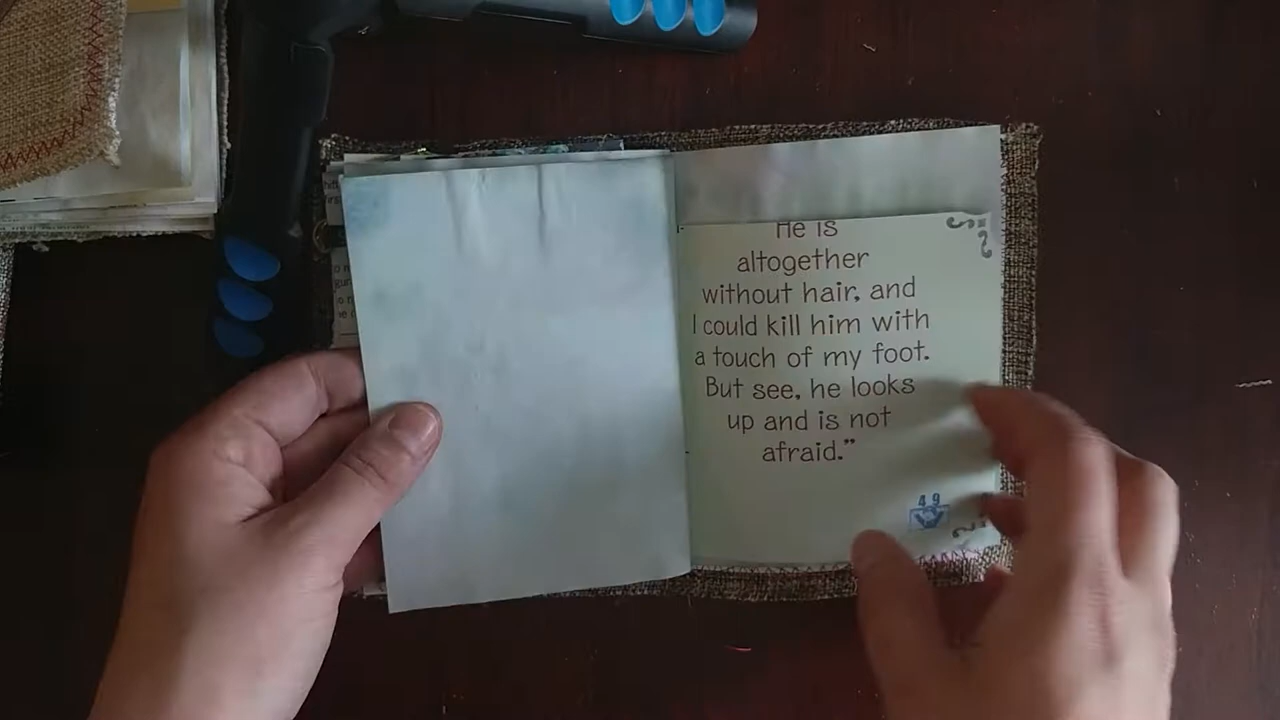 He is
altogether
without hair, and
I could kill him with
a touch of my foot.
But see, he looks
up and is not
afraid.”
49